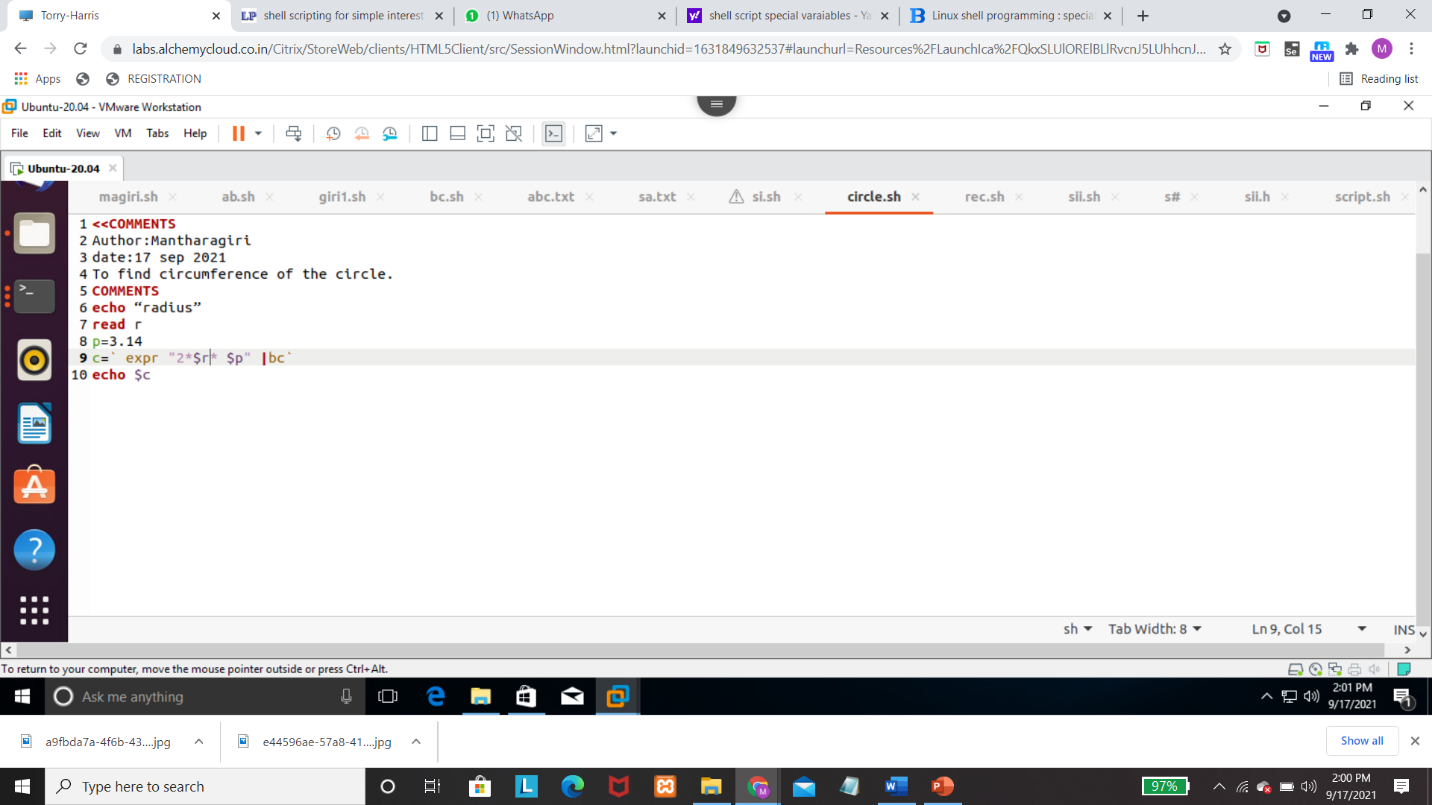 Torry-Harris
shell scripting for simple interest
(1) WhatsApp
shell script special varaiables - Ya
Linux shell programming : specia
labs.alchemycloud.co.in/Citrix/StoreWeb/clients/HTML5Client/src/SessionWindow.html?launchid=1631849632537#launchurl=Resources%2FLaunchIca%2FQkxSLUlORElBLlRvcnJ5LUhhcnJ...
NEW
M
Apps
REGISTRATION
Reading list
Ubuntu-20.04 - VMware Workstation
File Edit View VM Tabs Help
Ubuntu-20.04
magiri.sh ab.sh giri1.sh bc.sh abc.txt sa.txt si.sh circle.sh rec.sh sii.sh s# sii.h script.sh
1 <<COMMENTS
2 Author:Mantharagiri
3 date:17 sep 2021
4 To find circumference of the circle.
5 COMMENTS
6 echo “radius”
7 read r
8 p=3.14
9 c=` expr "2*$r* $p" |bc`
10 echo $c
sh Tab Width: 8 Ln 9, Col 15 INS
To return to your computer, move the mouse pointer outside or press Ctrl+Alt.
Ask me anything
2:01 PM
9/17/2021
1
a9fbda7a-4f6b-43....jpg
e44596ae-57a8-41....jpg
Show all
Type here to search
97%
2:00 PM
9/17/2021